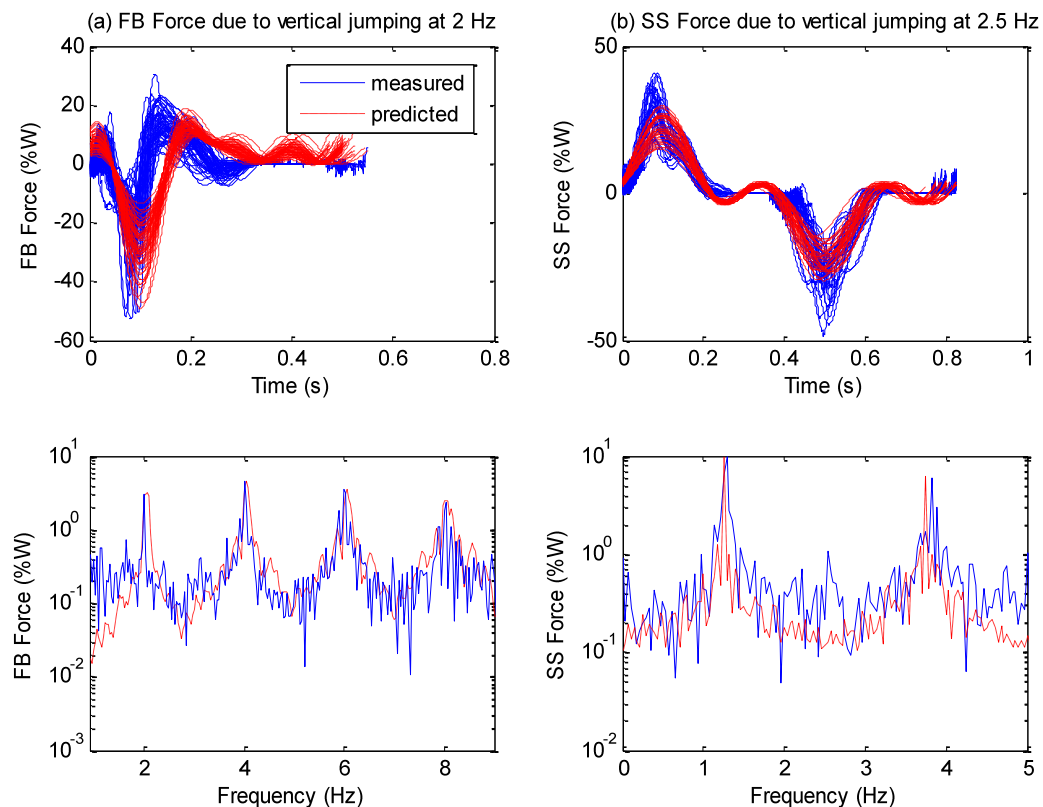 (a) FB Force due to vertical jumping at 2 Hz
40
20
0
-20
-40
-60
FB Force (%W)
measured
predicted
0 0.2 0.4 0.6 0.8
Time (s)
(b) SS Force due to vertical jumping at 2.5 Hz
50
0
-50
SS Force (%W)
0 0.2 0.4 0.6 0.8 1
Time (s)
10^1
10^0
10^-1
10^-2
10^-3
FB Force (%W)
2 4 6 8
Frequency (Hz)
10^1
10^0
10^-1
10^-2
SS Force (%W)
0 1 2 3 4 5
Frequency (Hz)